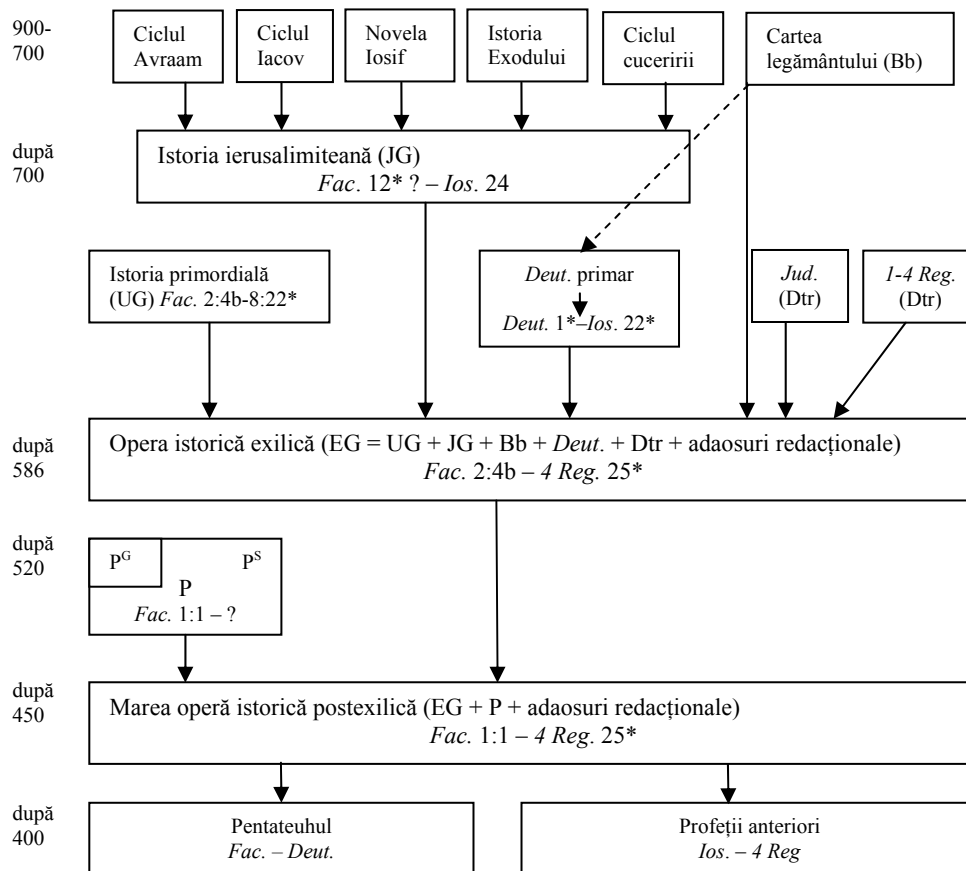 900-
700
Ciclul
Avraam
Ciclul
Iacov
Novela
Iosif
Istoria
Exodului
Ciclul
cuceririi
Cartea
legământului (Bb)
după
700
Istoria ierusalimiteană (JG)
Fac. 12* ? – Ios. 24
Istoria primordială
(UG) Fac. 2:4b-8:22*
Deut. primar
Deut. 1*–Ios. 22*
Jud.
(Dtr)
1-4 Reg.
(Dtr)
după
586
Opera istorică exilică (EG = UG + JG + Bb + Deut. + Dtr + adaosuri redacționale)
Fac. 2:4b – 4 Reg. 25*
după
520
P^G P^S
P
Fac. 1:1 – ?
după
450
Marea operă istorică postexilică (EG + P + adaosuri redacționale)
Fac. 1:1 – 4 Reg. 25*
după
400
Pentateuhul
Fac. – Deut.
Profeții anteriori
Ios. – 4 Reg